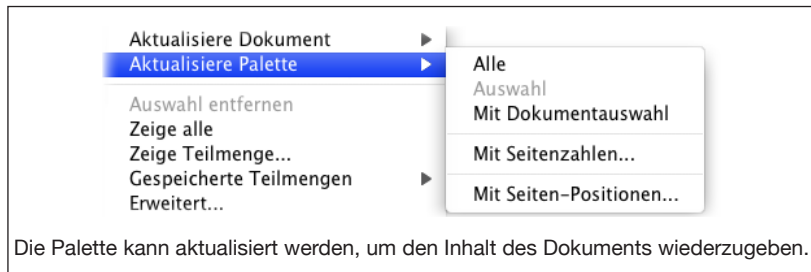 Aktualisiere Dokument
Aktualisiere Palette
Auswahl entfernen
Zeige alle
Zeige Teilmenge...
Gespeicherte Teilmengen
Erweitert...
Alle
Auswahl
Mit Dokumentauswahl
Mit Seitenzahlen...
Mit Seiten-Positionen...
Die Palette kann aktualisiert werden, um den Inhalt des Dokuments wiederzugeben.